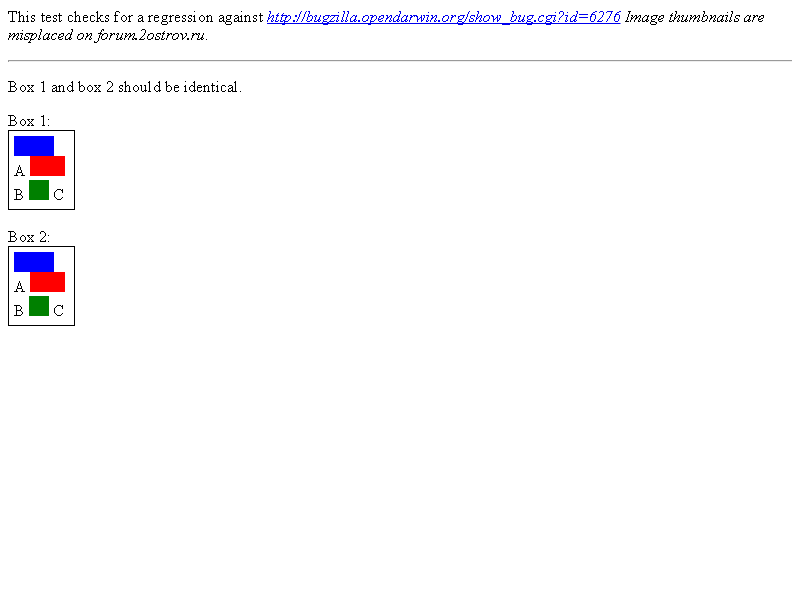 This test checks for a regression against http://bugzilla.opendarwin.org/show_bug.cgi?id=6276 Image thumbnails are
misplaced on forum.2ostrov.ru.
Box 1 and box 2 should be identical.
Box 1:
A
B C
Box 2:
A
B C